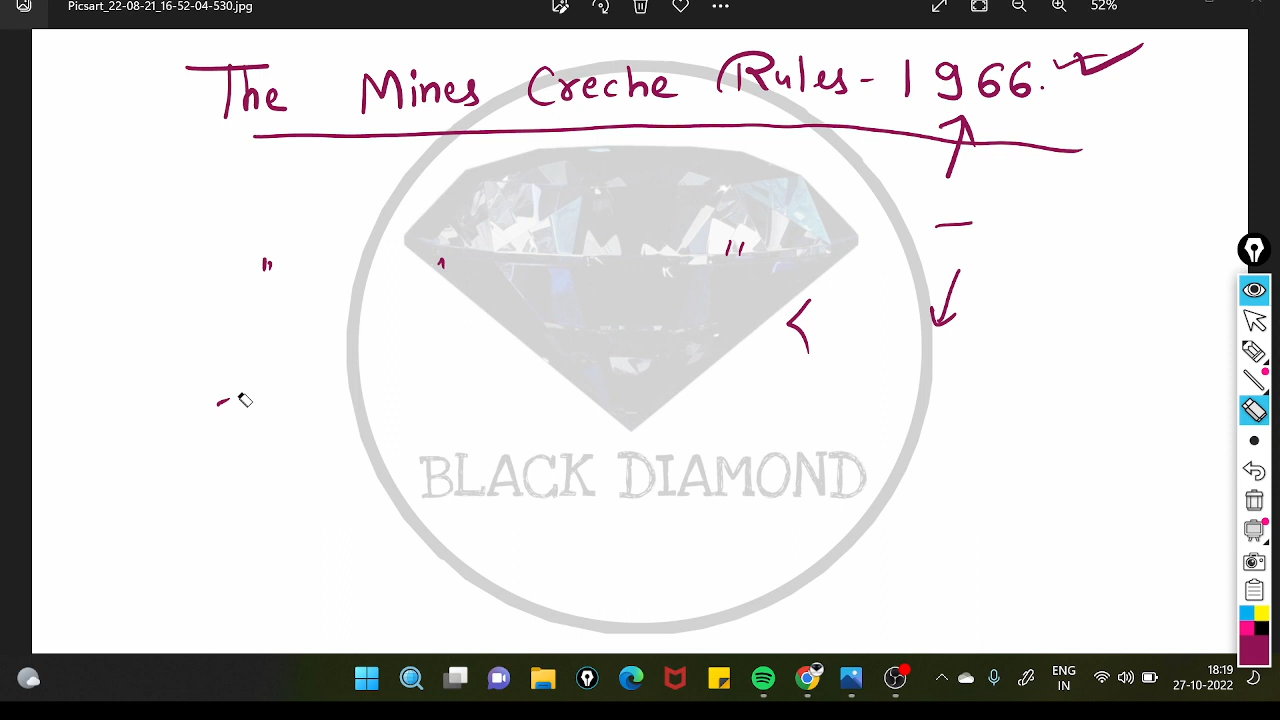 Picsart_22-08-21_16-52-04-530.jpg
52%
The Mines Creche Rules - 1966.
BLACK DIAMOND
ENG
IN
18:19
27-10-2022